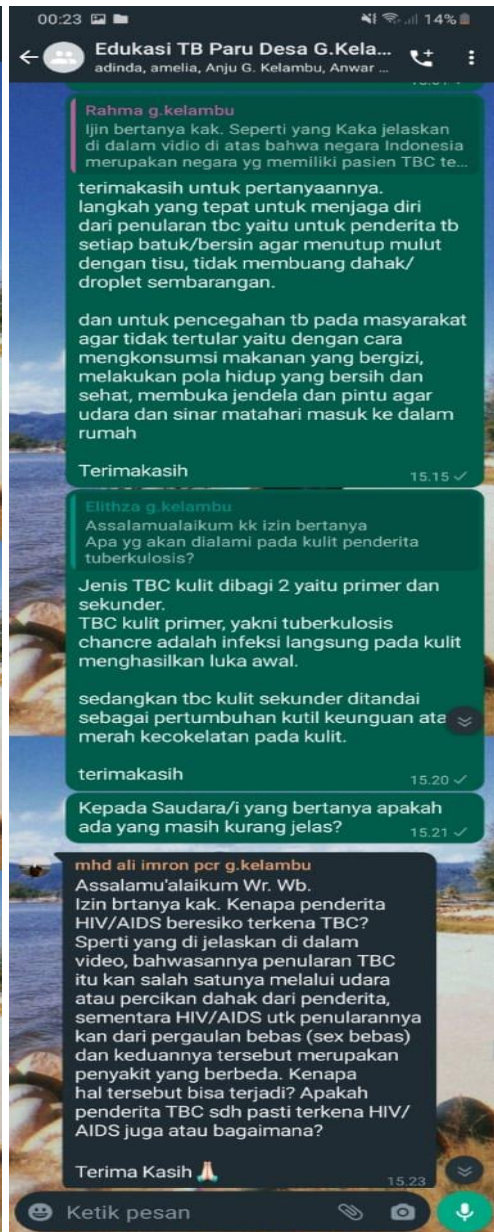 00:23 14%
Edukasi TB Paru Desa G.Kela...
adinda, amelia, Anju G. Kelambu, Anwar ...
Rahma g.kelambu
Ijin bertanya kak. Seperti yang Kaka jelaskan
di dalam vidio di atas bahwa negara Indonesia
merupakan negara yg memiliki pasien TBC te...
terimakasih untuk pertanyaannya.
langkah yang tepat untuk menjaga diri
dari penularan tbc yaitu untuk penderita tb
setiap batuk/bersin agar menutup mulut
dengan tisu, tidak membuang dahak/
droplet sembarangan.
dan untuk pencegahan tb pada masyarakat
agar tidak tertular yaitu dengan cara
mengkonsumsi makanan yang bergizi,
melakukan pola hidup yang bersih dan
sehat, membuka jendela dan pintu agar
udara dan sinar matahari masuk ke dalam
rumah
Terimakasih
15.15
Elithza g.kelambu
Assalamualaikum kk izin bertanya
Apa yg akan dialami pada kulit penderita
tuberkulosis?
Jenis TBC kulit dibagi 2 yaitu primer dan
sekunder.
TBC kulit primer, yakni tuberkulosis
chancre adalah infeksi langsung pada kulit
menghasilkan luka awal.
sedangkan tbc kulit sekunder ditandai
sebagai pertumbuhan kutil keunguan ata
merah kecokelatan pada kulit.
terimakasih
15.20
Kepada Saudara/i yang bertanya apakah
ada yang masih kurang jelas?
15.21
mhd ali imron pcr g.kelambu
Assalamu'alaikum Wr. Wb.
Izin brtanya kak. Kenapa penderita
HIV/AIDS beresiko terkena TBC?
Sperti yang di jelaskan di dalam
video, bahwasannya penularan TBC
itu kan salah satunya melalui udara
atau percikan dahak dari penderita,
sementara HIV/AIDS utk penularannya
kan dari pergaulan bebas (sex bebas)
dan keduannya tersebut merupakan
penyakit yang berbeda. Kenapa
hal tersebut bisa terjadi? Apakah
penderita TBC sdh pasti terkena HIV/
AIDS juga atau bagaimana?
Terima Kasih 🙏🏻
15.23
Ketik pesan